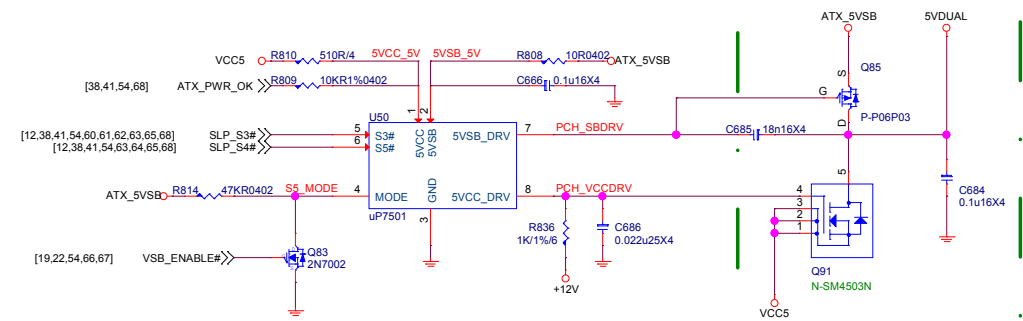 ATX_5VSB
5VDUAL
VCC5
R810
510R/4
5VCC_5V
5VSB_5V
R808
10R0402
ATX_5VSB
[38,41,54,68]
ATX_PWR_OK
R809
10KR1%0402
C666
0.1u16X4
Q85
S
G
D
P-P06P03
1
2
U50
[12,38,41,54,60,61,62,63,65,68]
SLP_S3#
5
S3#
5VCC
5VSB
5VSB_DRV
7
PCH_SBDRV
C685
18n16X4
[12,38,41,54,63,64,65,68]
SLP_S4#
6
S5#
5
ATX_5VSB
R814
47KR0402
S5_MODE
4
MODE
GND
5VCC_DRV
8
PCH_VCCDRV
4
3
2
1
C684
0.1u16X4
uP7501
3
R836
1K/1%/6
C686
0.022u25X4
[19,22,54,66,67]
VSB_ENABLE#
Q83
2N7002
Q91
N-SM4503N
+12V
VCC5